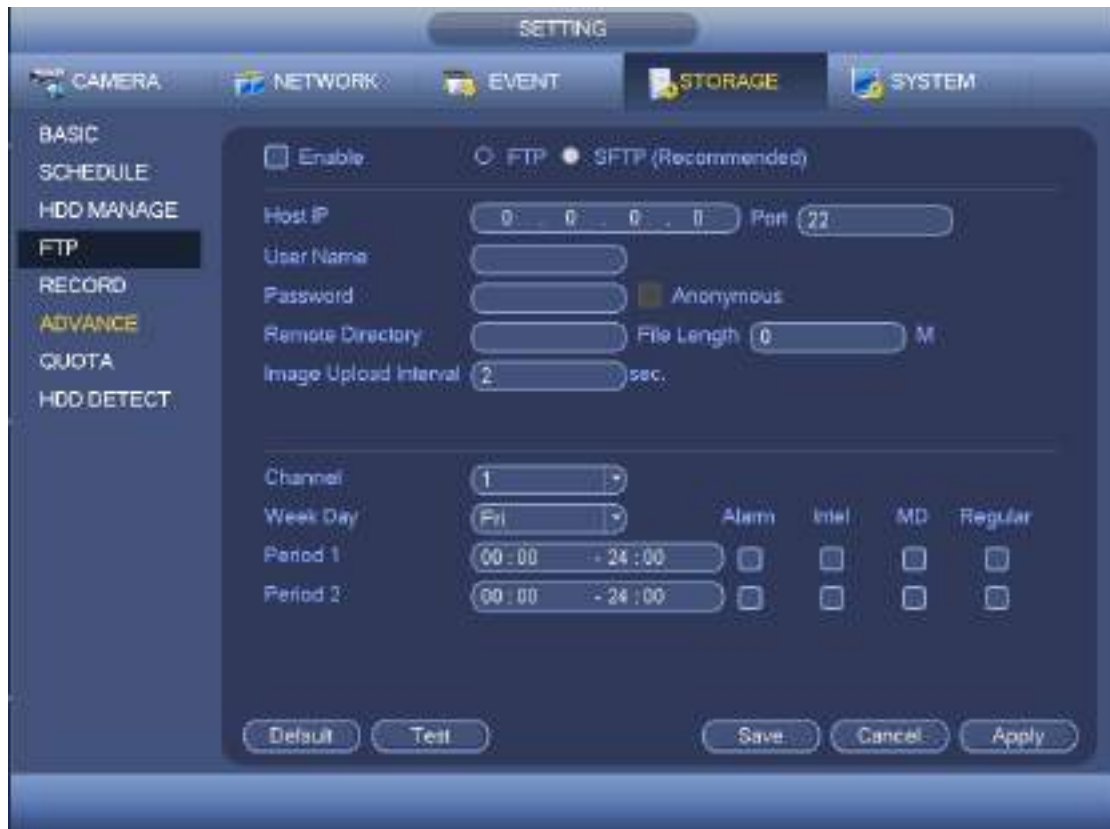 SETTING
CAMERA NETWORK EVENT STORAGE SYSTEM
BASIC
SCHEDULE
HDD MANAGE
FTP
RECORD
ADVANCE
QUOTA
HDD DETECT
Enable FTP SFTP (Recommended)
Host IP 0 . 0 . 0 . 0 Port 22
User Name
Password Anonymous
Remote Directory File Length 0 M
Image Upload Interval 2 sec.
Channel 1
Week Day Fri Alarm Intel MD Regular
Period 1 00 : 00 - 24 : 00
Period 2 00 : 00 - 24 : 00
Default Test Save Cancel Apply